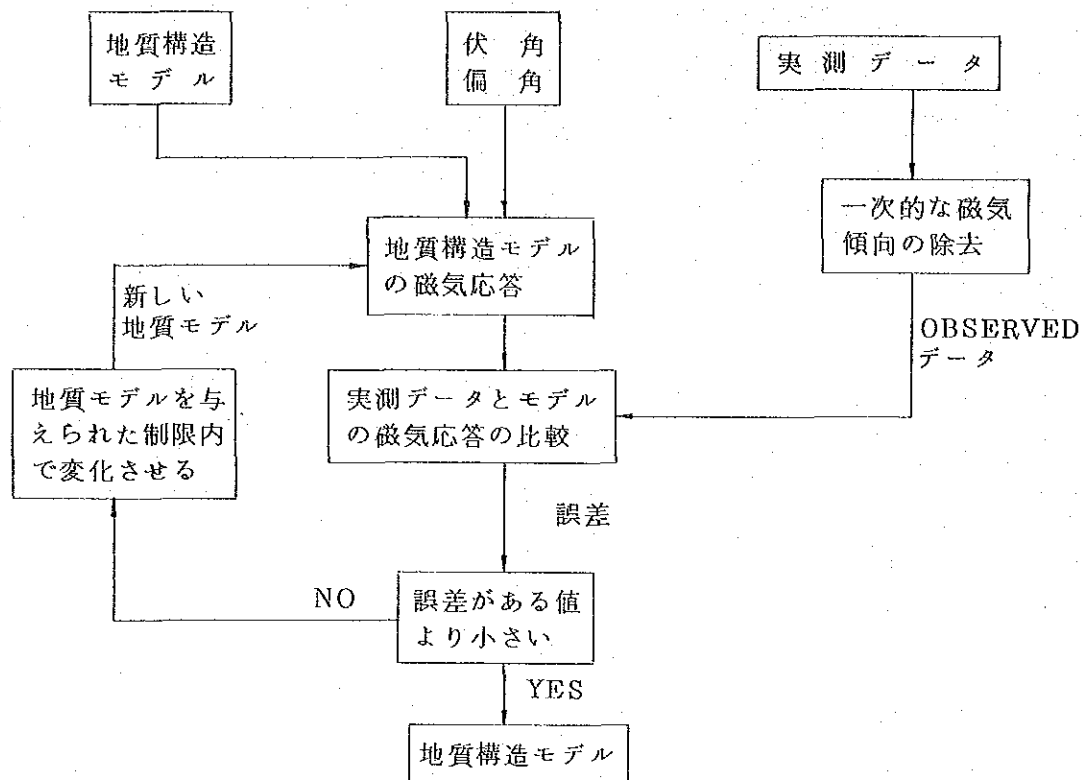 地質構造
モデル
伏角
偏角
実測データ
一次的な磁気
傾向の除去
地質構造モデル
の磁気応答
新しい
地質モデル
OBSERVED
データ
地質モデルを与
えられた制限内
で変化させる
実測データとモデル
の磁気応答の比較
誤差
NO
誤差がある値
より小さい
YES
地質構造モデル